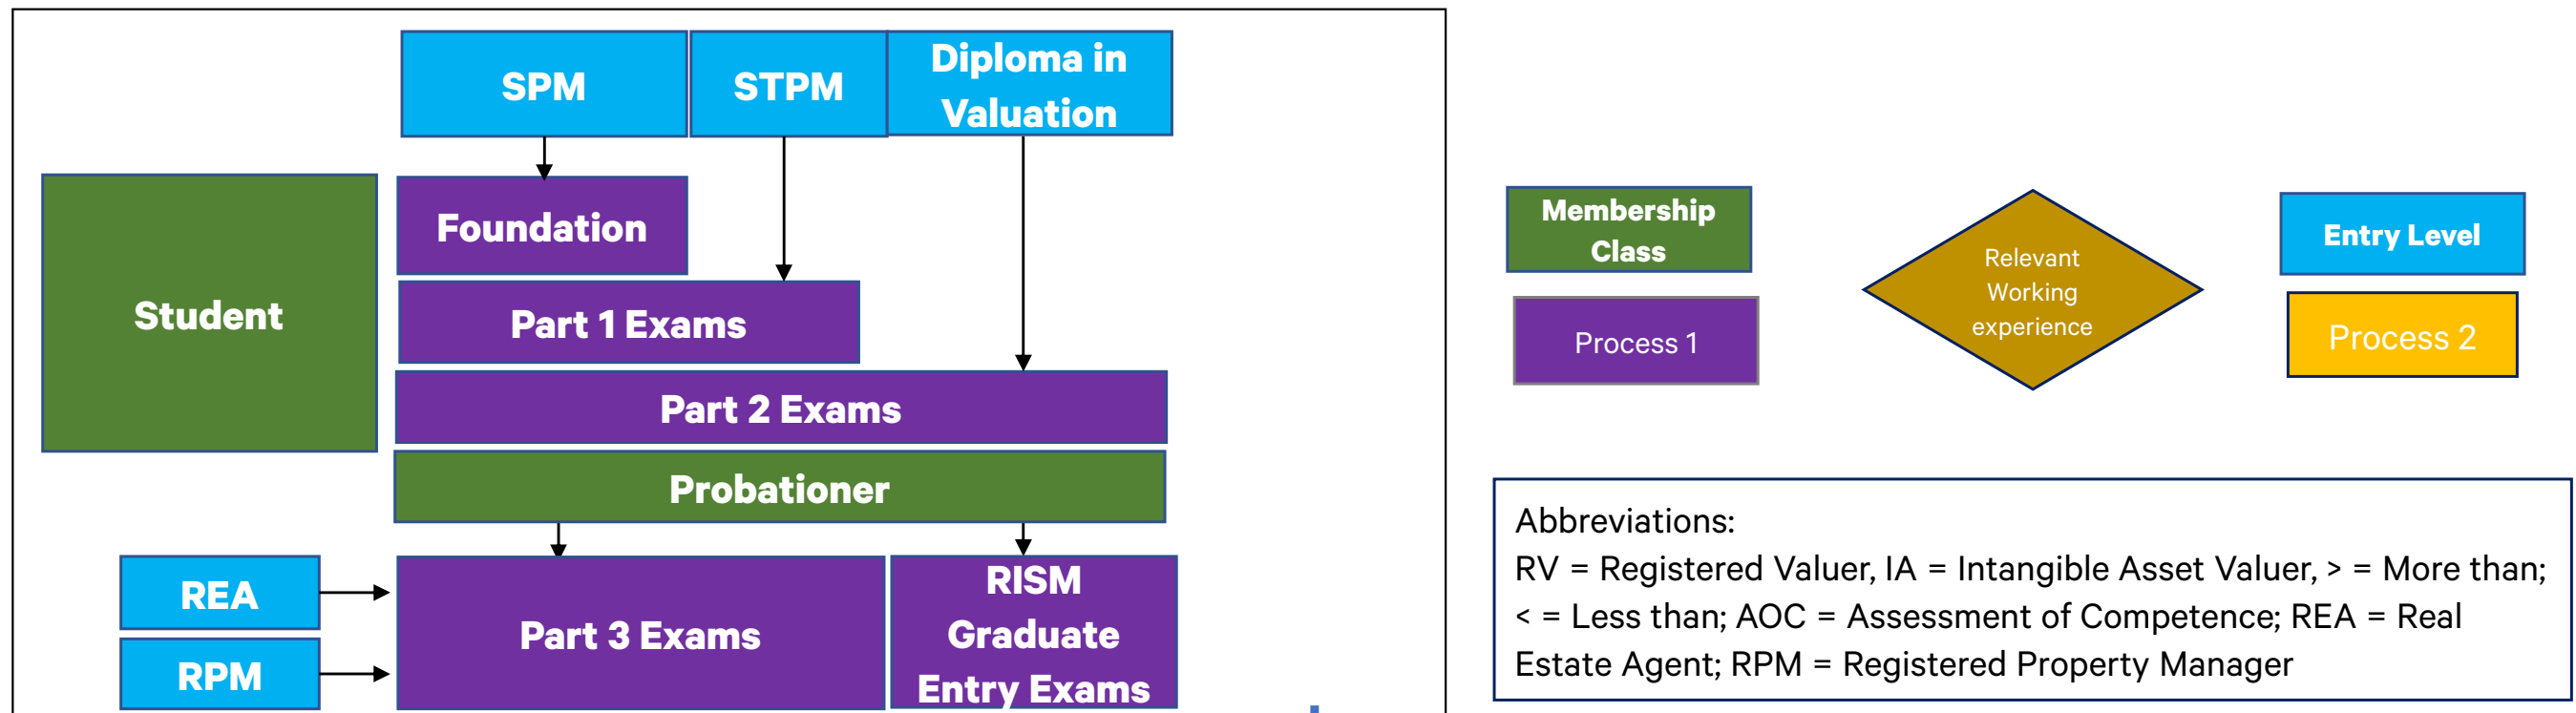 SPM
STPM
Diploma in
Valuation
Student
Foundation
Part 1 Exams
Part 2 Exams
Probationer
REA
RPM
Part 3 Exams
RISM
Graduate
Entry Exams
Membership
Class
Process 1
Relevant
Working
experience
Entry Level
Process 2
Abbreviations:
RV = Registered Valuer, IA = Intangible Asset Valuer, > = More than;
< = Less than; AOC = Assessment of Competence; REA = Real
Estate Agent; RPM = Registered Property Manager